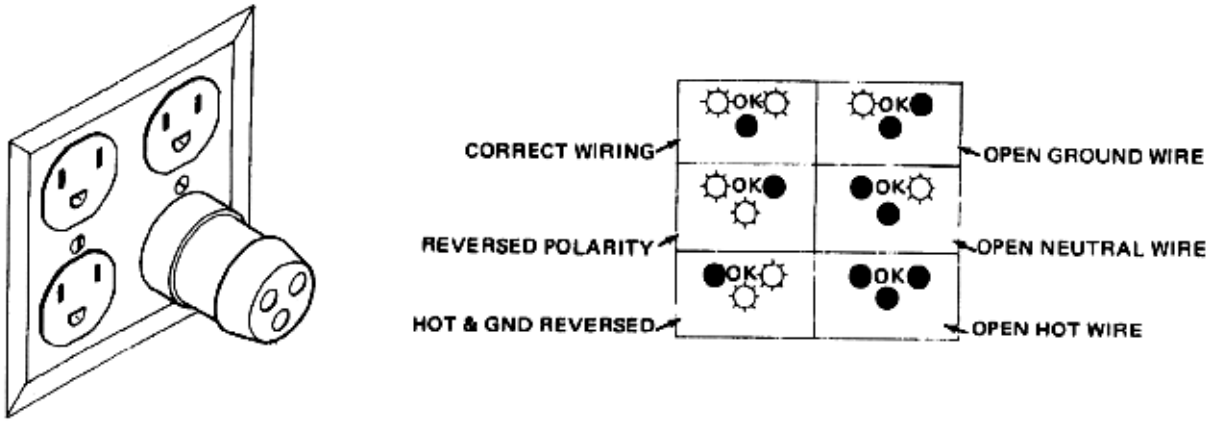 OK OK
CORRECT WIRING OPEN GROUND WIRE
OK OK
REVERSED POLARITY OPEN NEUTRAL WIRE
OK OK
HOT & GND REVERSED OPEN HOT WIRE